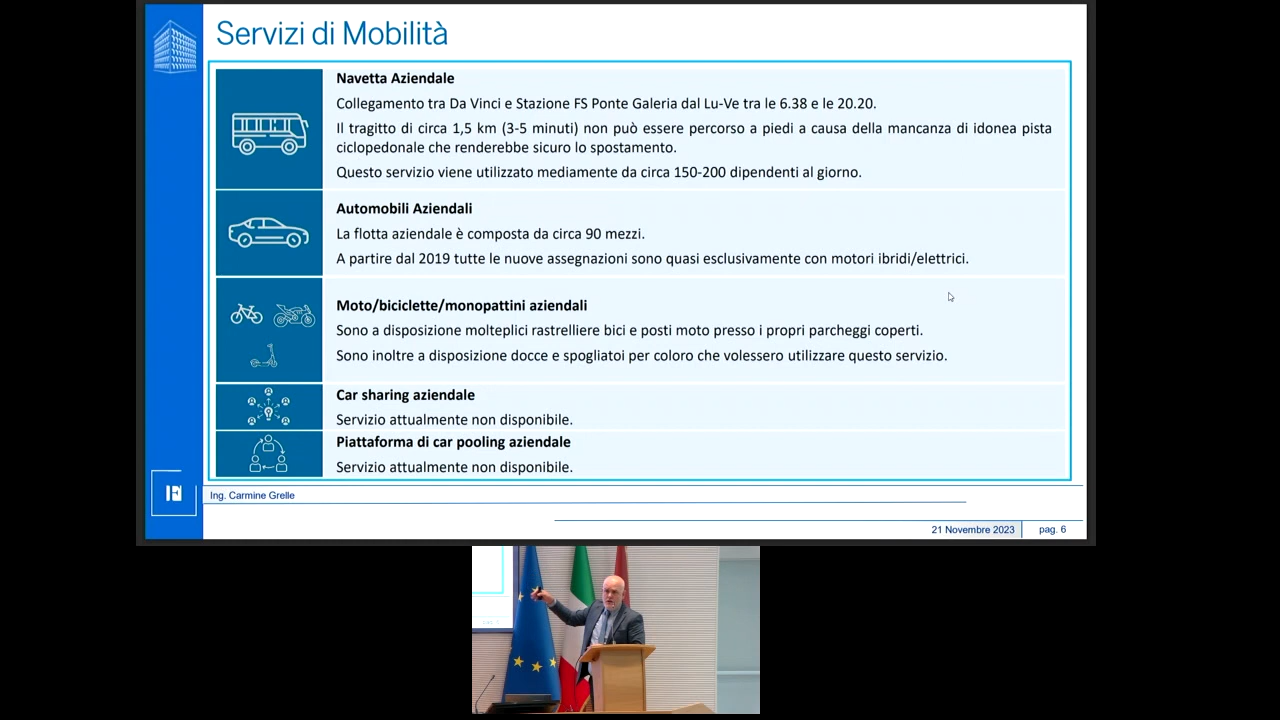 Servizi di Mobilità
Navetta Aziendale
Collegamento tra Da Vinci e Stazione FS Ponte Galeria dal Lu-Ve tra le 6.38 e le 20.20.
Il tragitto di circa 1,5 km (3-5 minuti) non può essere percorso a piedi a causa della mancanza di idonea pista
ciclopedonale che renderebbe sicuro lo spostamento.
Questo servizio viene utilizzato mediamente da circa 150-200 dipendenti al giorno.
Automobili Aziendali
La flotta aziendale è composta da circa 90 mezzi.
A partire dal 2019 tutte le nuove assegnazioni sono quasi esclusivamente con motori ibridi/elettrici.
Moto/biciclette/monopattini aziendali
Sono a disposizione molteplici rastrelliere bici e posti moto presso i propri parcheggi coperti.
Sono inoltre a disposizione docce e spogliatoi per coloro che volessero utilizzare questo servizio.
Car sharing aziendale
Servizio attualmente non disponibile.
Piattaforma di car pooling aziendale
Servizio attualmente non disponibile.
Ing. Carmine Grelle
21 Novembre 2023
pag. 6